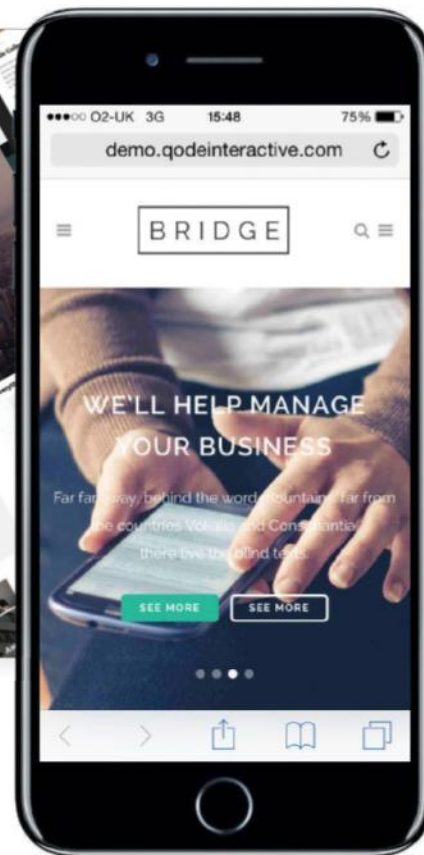 O2-UK 3G 15:48 75%
demo.qodeinteractive.com
BRIDGE
WE'LL HELP MANAGE
YOUR BUSINESS
Far far away, behind the word mountains, far from
the countries Vokalia and Consonantia,
there live the blind texts.
SEE MORE SEE MORE